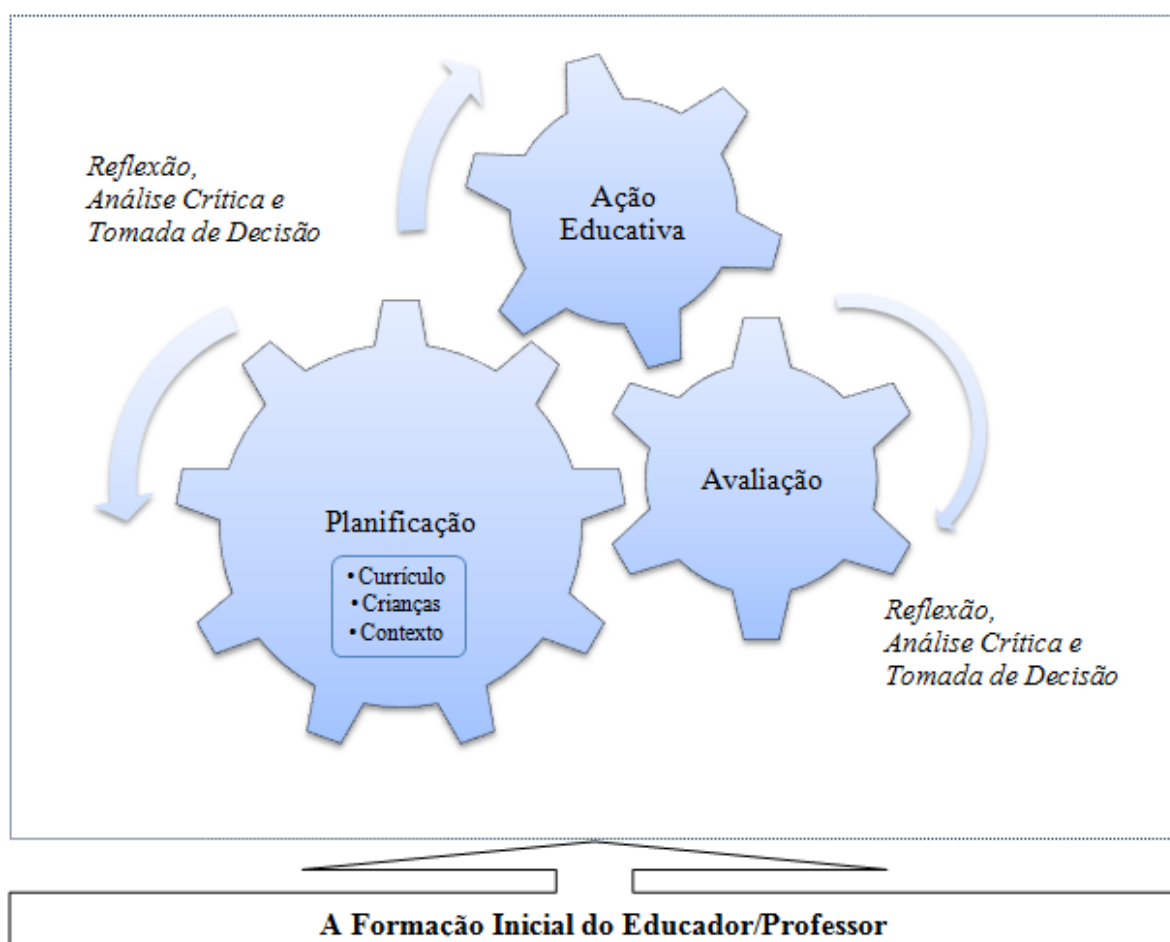 Reflexão,
Análise Crítica e
Tomada de Decisão
Ação
Educativa
Planificação
• Currículo
• Crianças
• Contexto
Avaliação
Reflexão,
Análise Crítica e
Tomada de Decisão
A Formação Inicial do Educador/Professor